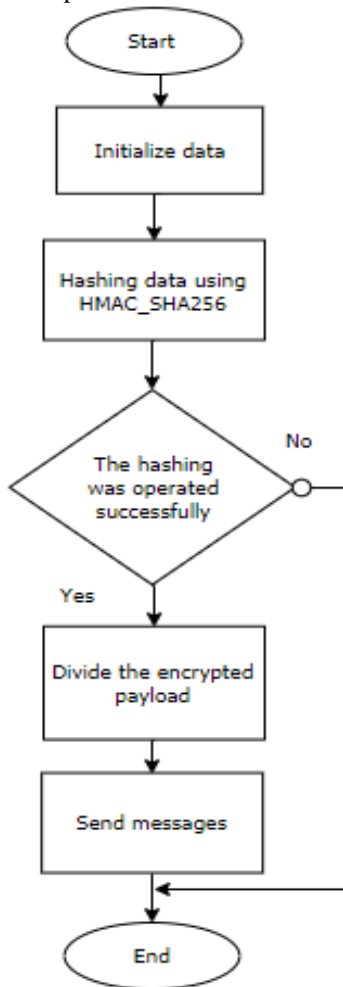 Start
Initialize data
Hashing data using
HMAC_SHA256
The hashing
was operated
successfully
No
Yes
Divide the encrypted
payload
Send messages
End